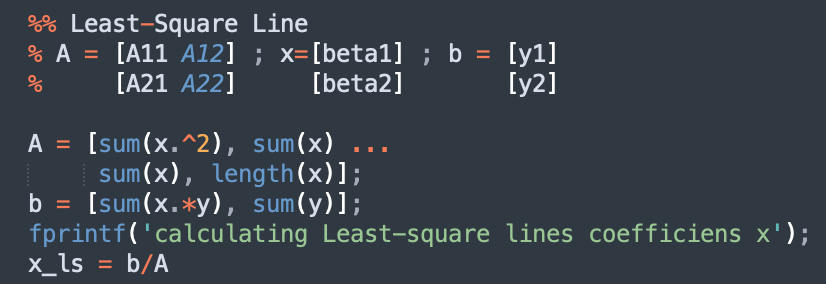 %% Least-Square Line
% A = [A11 A12] ; x=[beta1] ; b = [y1]
%     [A21 A22]     [beta2]       [y2]
A = [sum(x.^2), sum(x) ...
    sum(x), length(x)];
b = [sum(x.*y), sum(y)];
fprintf('calculating Least-square lines coefficiens x');
x_ls = b/A